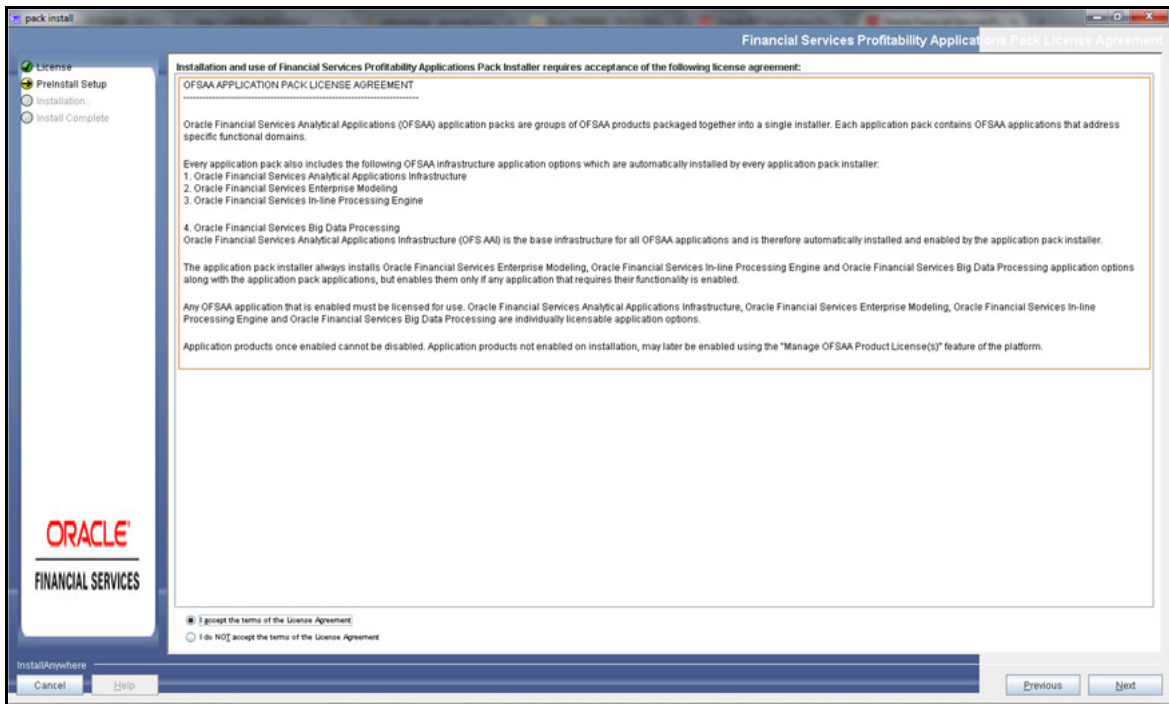 pack install
Financial Services Profitability Applications Pack License Agreement
License
PreInstall Setup
Installation..
Install Complete
Installation and use of Financial Services Profitability Applications Pack Installer requires acceptance of the following license agreement:
OFSAA APPLICATION PACK LICENSE AGREEMENT
Oracle Financial Services Analytical Applications (OFSAA) application packs are groups of OFSAA products packaged together into a single installer. Each application pack contains OFSAA applications that address
specific functional domains.
Every application pack also includes the following OFSAA infrastructure application options which are automatically installed by every application pack installer:
1. Oracle Financial Services Analytical Applications Infrastructure
2. Oracle Financial Services Enterprise Modeling
3. Oracle Financial Services In-line Processing Engine
4. Oracle Financial Services Big Data Processing
Oracle Financial Services Analytical Applications Infrastructure (OFS AAI) is the base infrastructure for all OFSAA applications and is therefore automatically installed and enabled by the application pack installer.
The application pack installer always installs Oracle Financial Services Enterprise Modeling, Oracle Financial Services In-line Processing Engine and Oracle Financial Services Big Data Processing application options
along with the application pack applications, but enables them only if any application that requires their functionality is enabled.
Any OFSAA application that is enabled must be licensed for use. Oracle Financial Services Analytical Applications Infrastructure, Oracle Financial Services Enterprise Modeling, Oracle Financial Services In-line
Processing Engine and Oracle Financial Services Big Data Processing are individually licensable application options.
Application products once enabled cannot be disabled. Application products not enabled on installation, may later be enabled using the "Manage OFSAA Product License(s)" feature of the platform.
ORACLE
FINANCIAL SERVICES
I accept the terms of the License Agreement
I do NOT accept the terms of the License Agreement
InstallAnywhere
Cancel
Help
Previous
Next